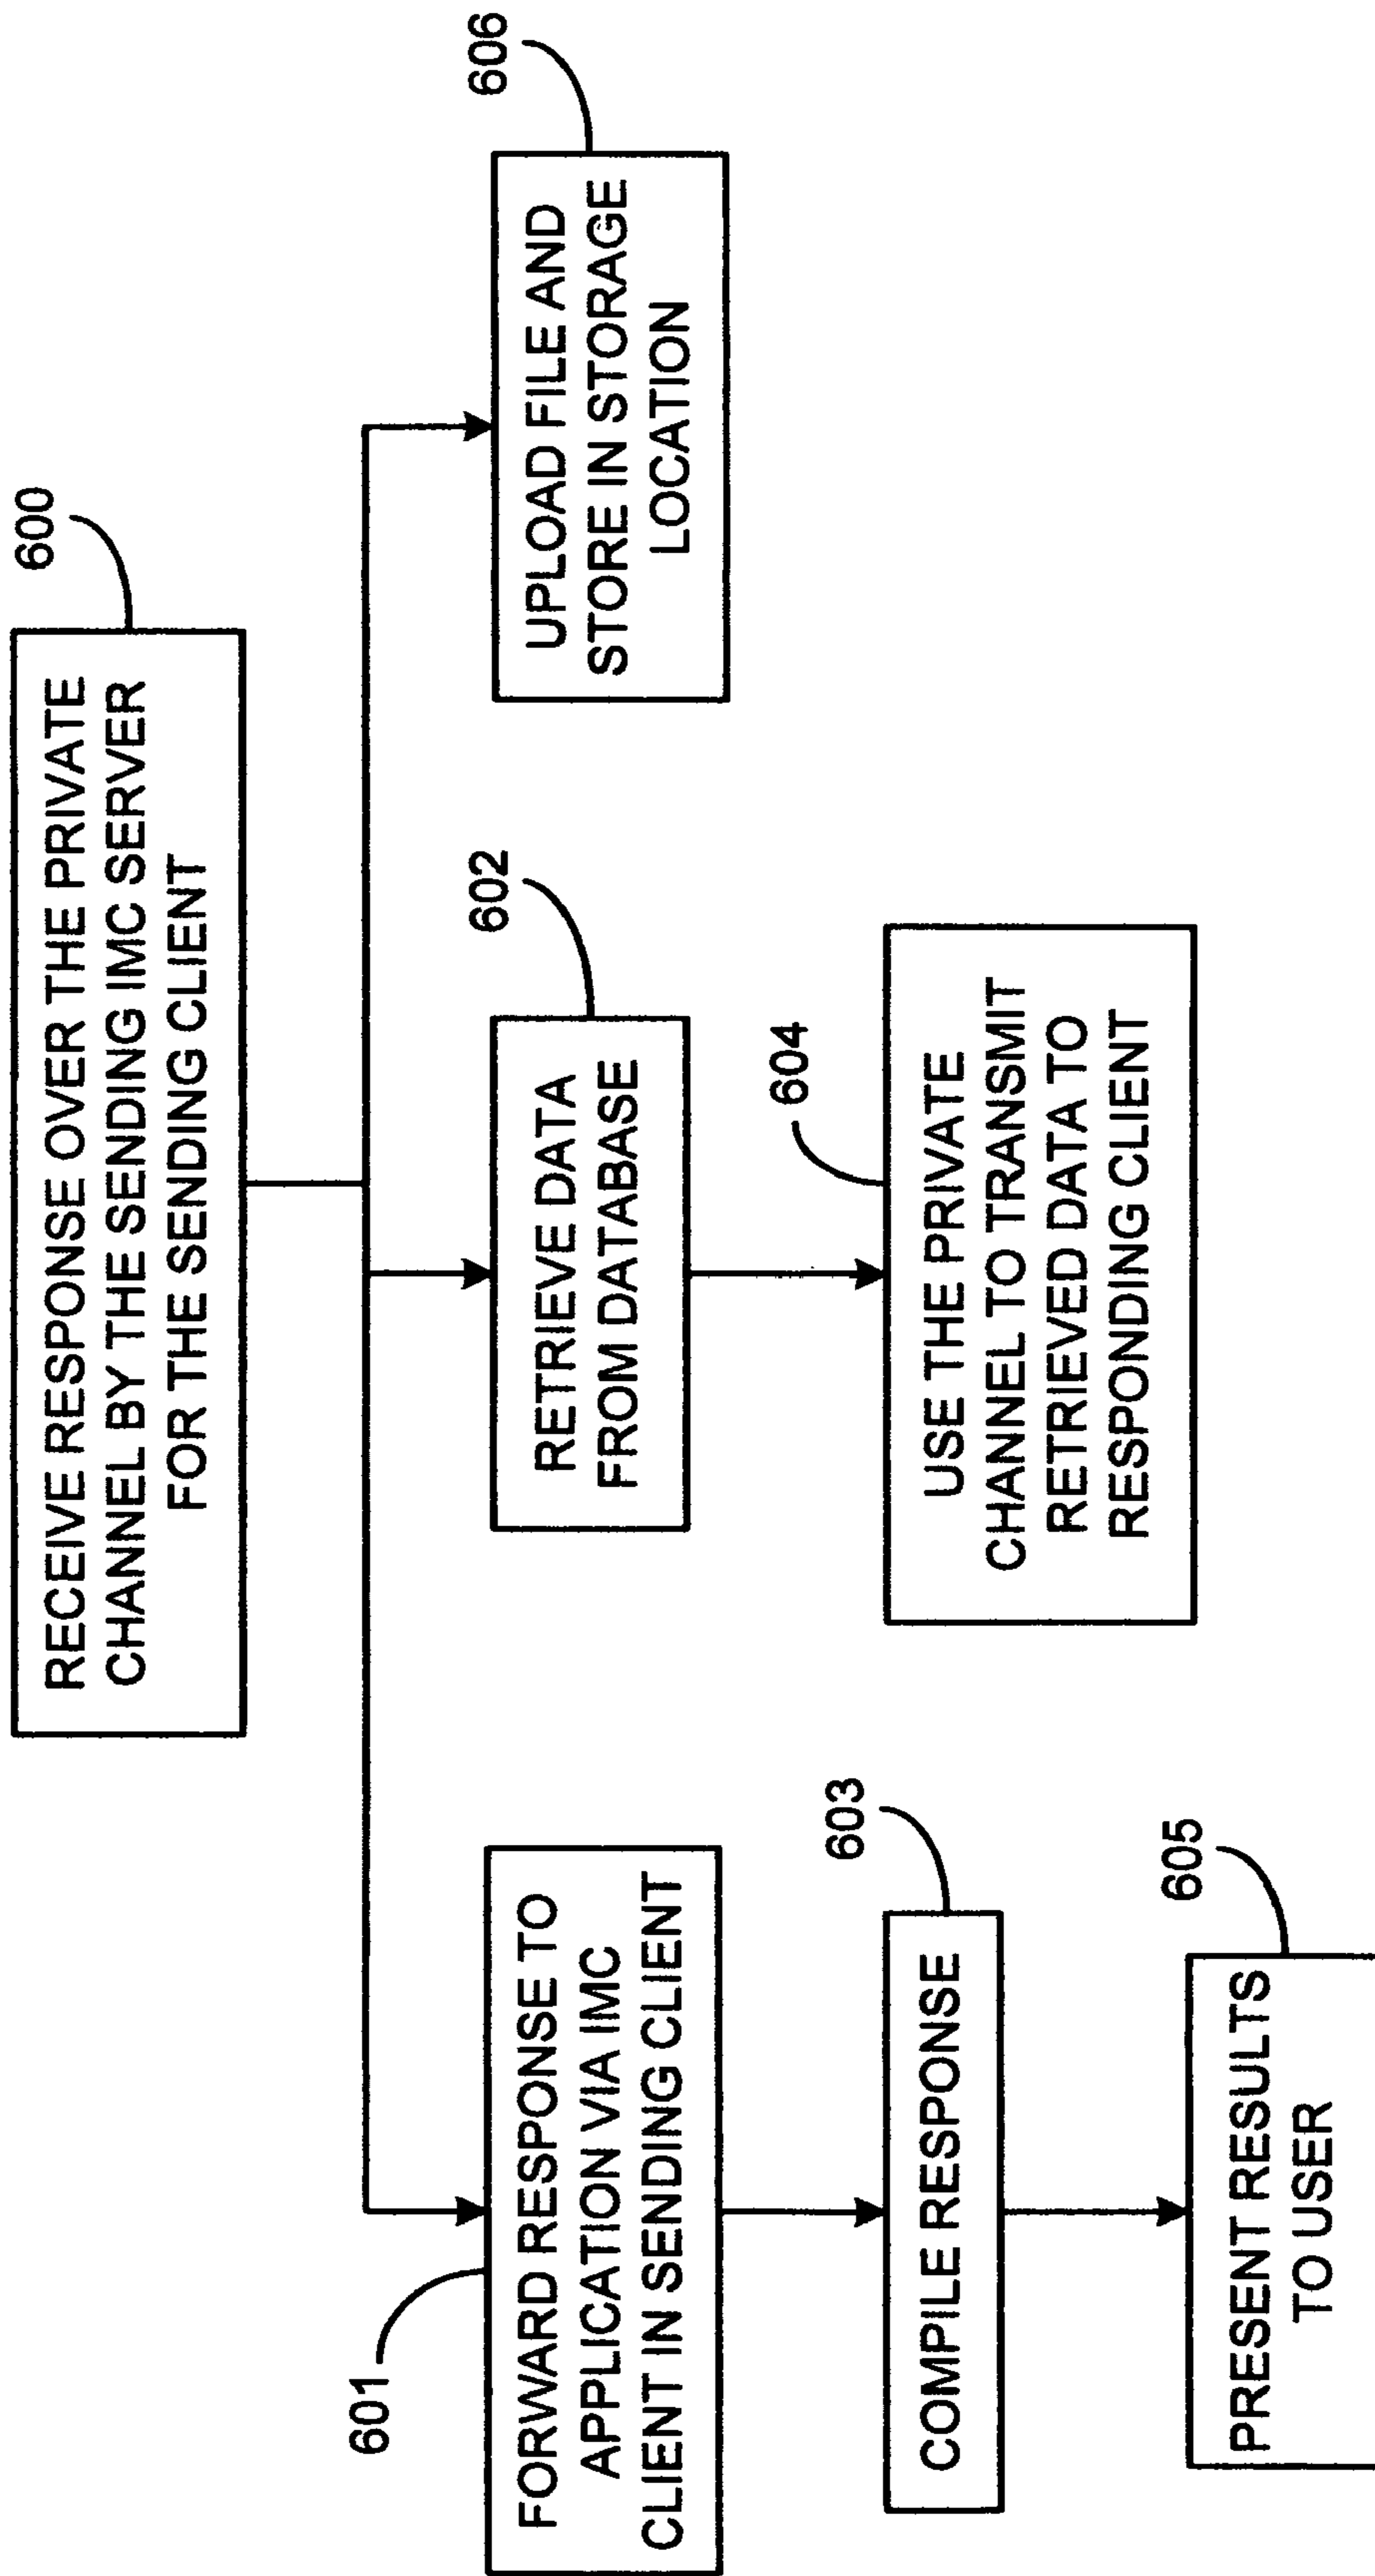 600
RECEIVE RESPONSE OVER THE PRIVATE
CHANNEL BY THE SENDING IMC SERVER
FOR THE SENDING CLIENT
601
FORWARD RESPONSE TO
APPLICATION VIA IMC
CLIENT IN SENDING CLIENT
602
RETRIEVE DATA
FROM DATABASE
606
UPLOAD FILE AND
STORE IN STORAGE
LOCATION
603
COMPILE RESPONSE
604
USE THE PRIVATE
CHANNEL TO TRANSMIT
RETRIEVED DATA TO
RESPONDING CLIENT
605
PRESENT RESULTS
TO USER